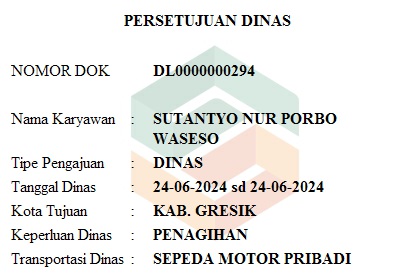 PERSETUJUAN DINAS
NOMOR DOK DL0000000294
Nama Karyawan : SUTANTYO NUR PORBO
WASESO
Tipe Pengajuan : DINAS
Tanggal Dinas : 24-06-2024 sd 24-06-2024
Kota Tujuan : KAB. GRESIK
Keperluan Dinas : PENAGIHAN
Transportasi Dinas : SEPEDA MOTOR PRIBADI